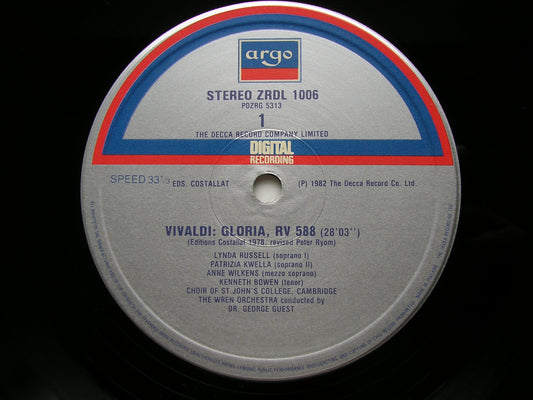 argo
STEREO ZRDL 1006
PDZRG 5313
1
THE DECCA RECORD COMPANY LIMITED
DIGITAL
RECORDING
SPEED 33⅓
EDS. COSTALLAT
(P) 1982 The Decca Record Co. Ltd.
VIVALDI: GLORIA, RV 588 (28'03'')
(Editions Costallat 1978, revised Peter Ryom)
LYNDA RUSSELL (soprano I)
PATRIZIA KWELLA (soprano II)
ANNE WILKENS (mezzo soprano)
KENNETH BOWEN (tenor)
CHOIR OF ST.JOHN'S COLLEGE, CAMBRIDGE
THE WREN ORCHESTRA conducted by
DR. GEORGE GUEST